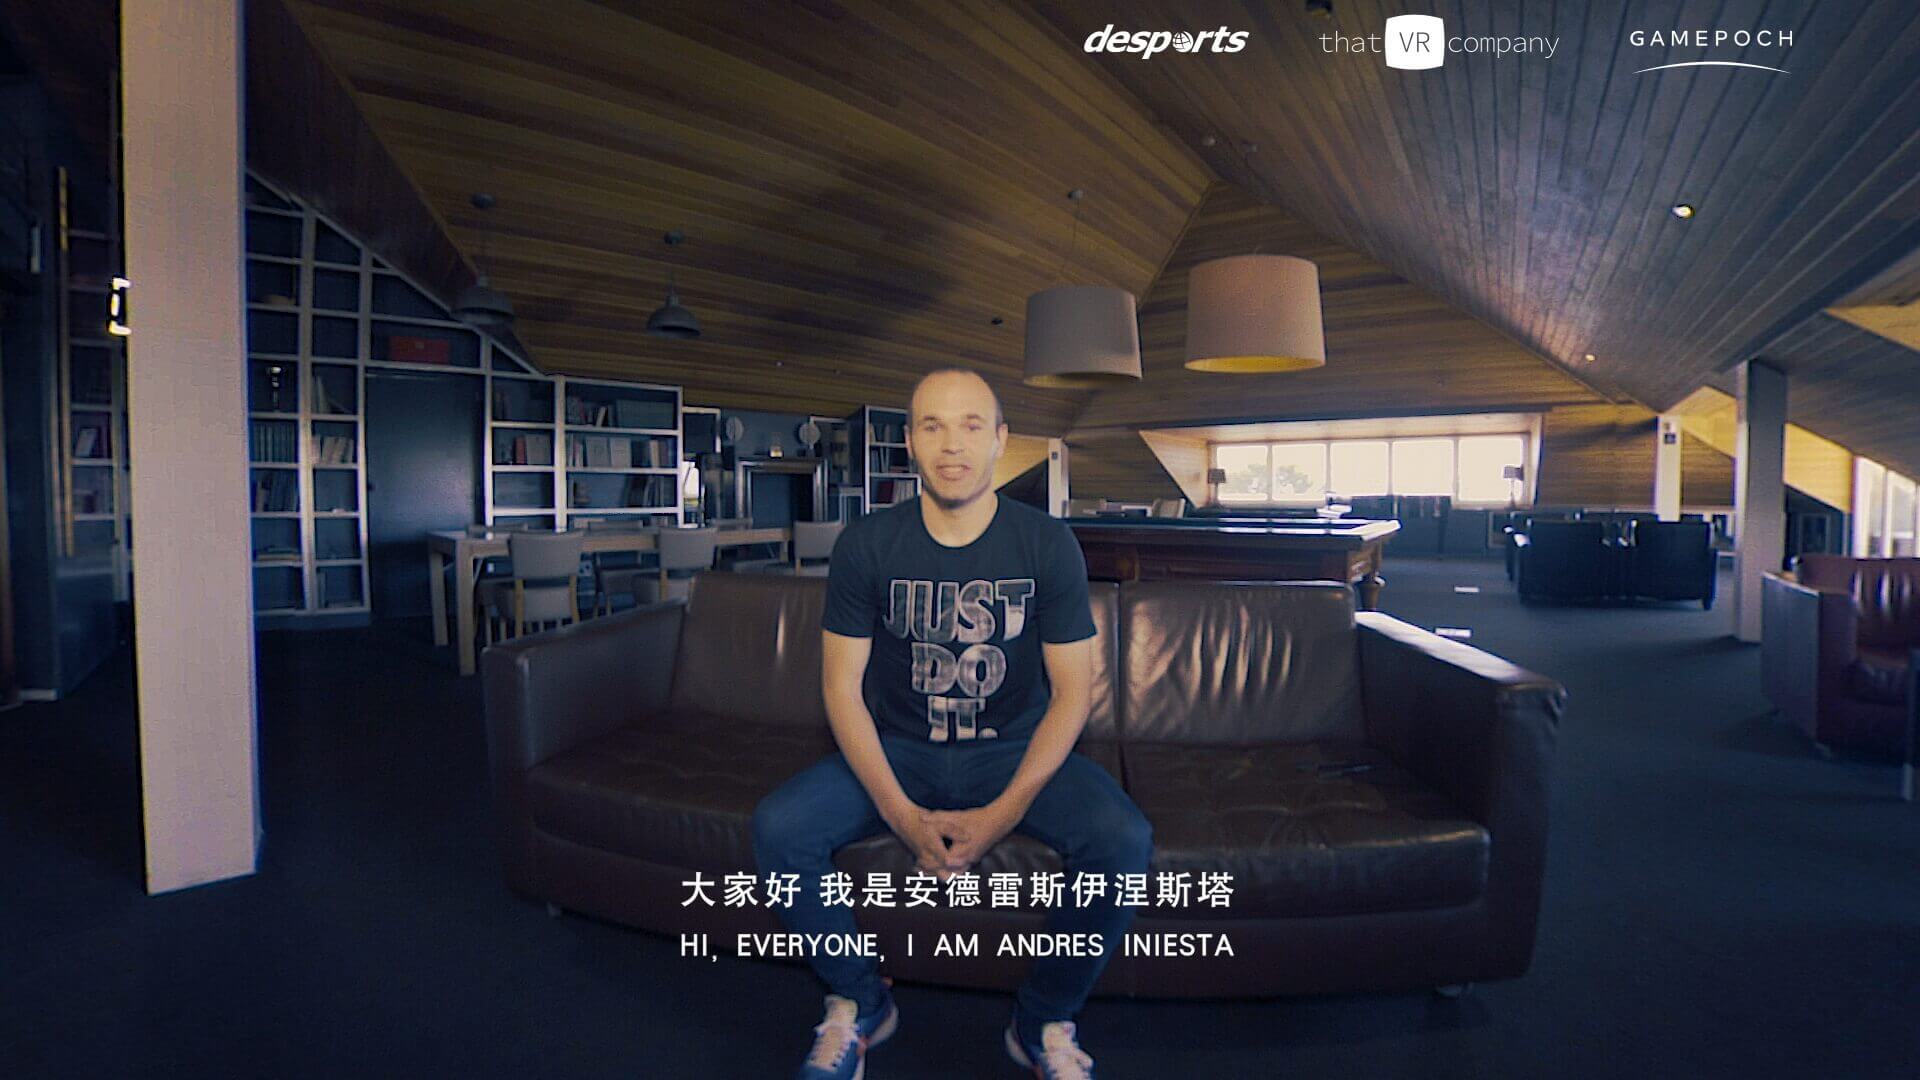 desports
that VR company
GAMEPOCH
JUST
DO
IT.
大家好 我是安德雷斯伊涅斯塔
HI, EVERYONE, I AM ANDRES INIESTA